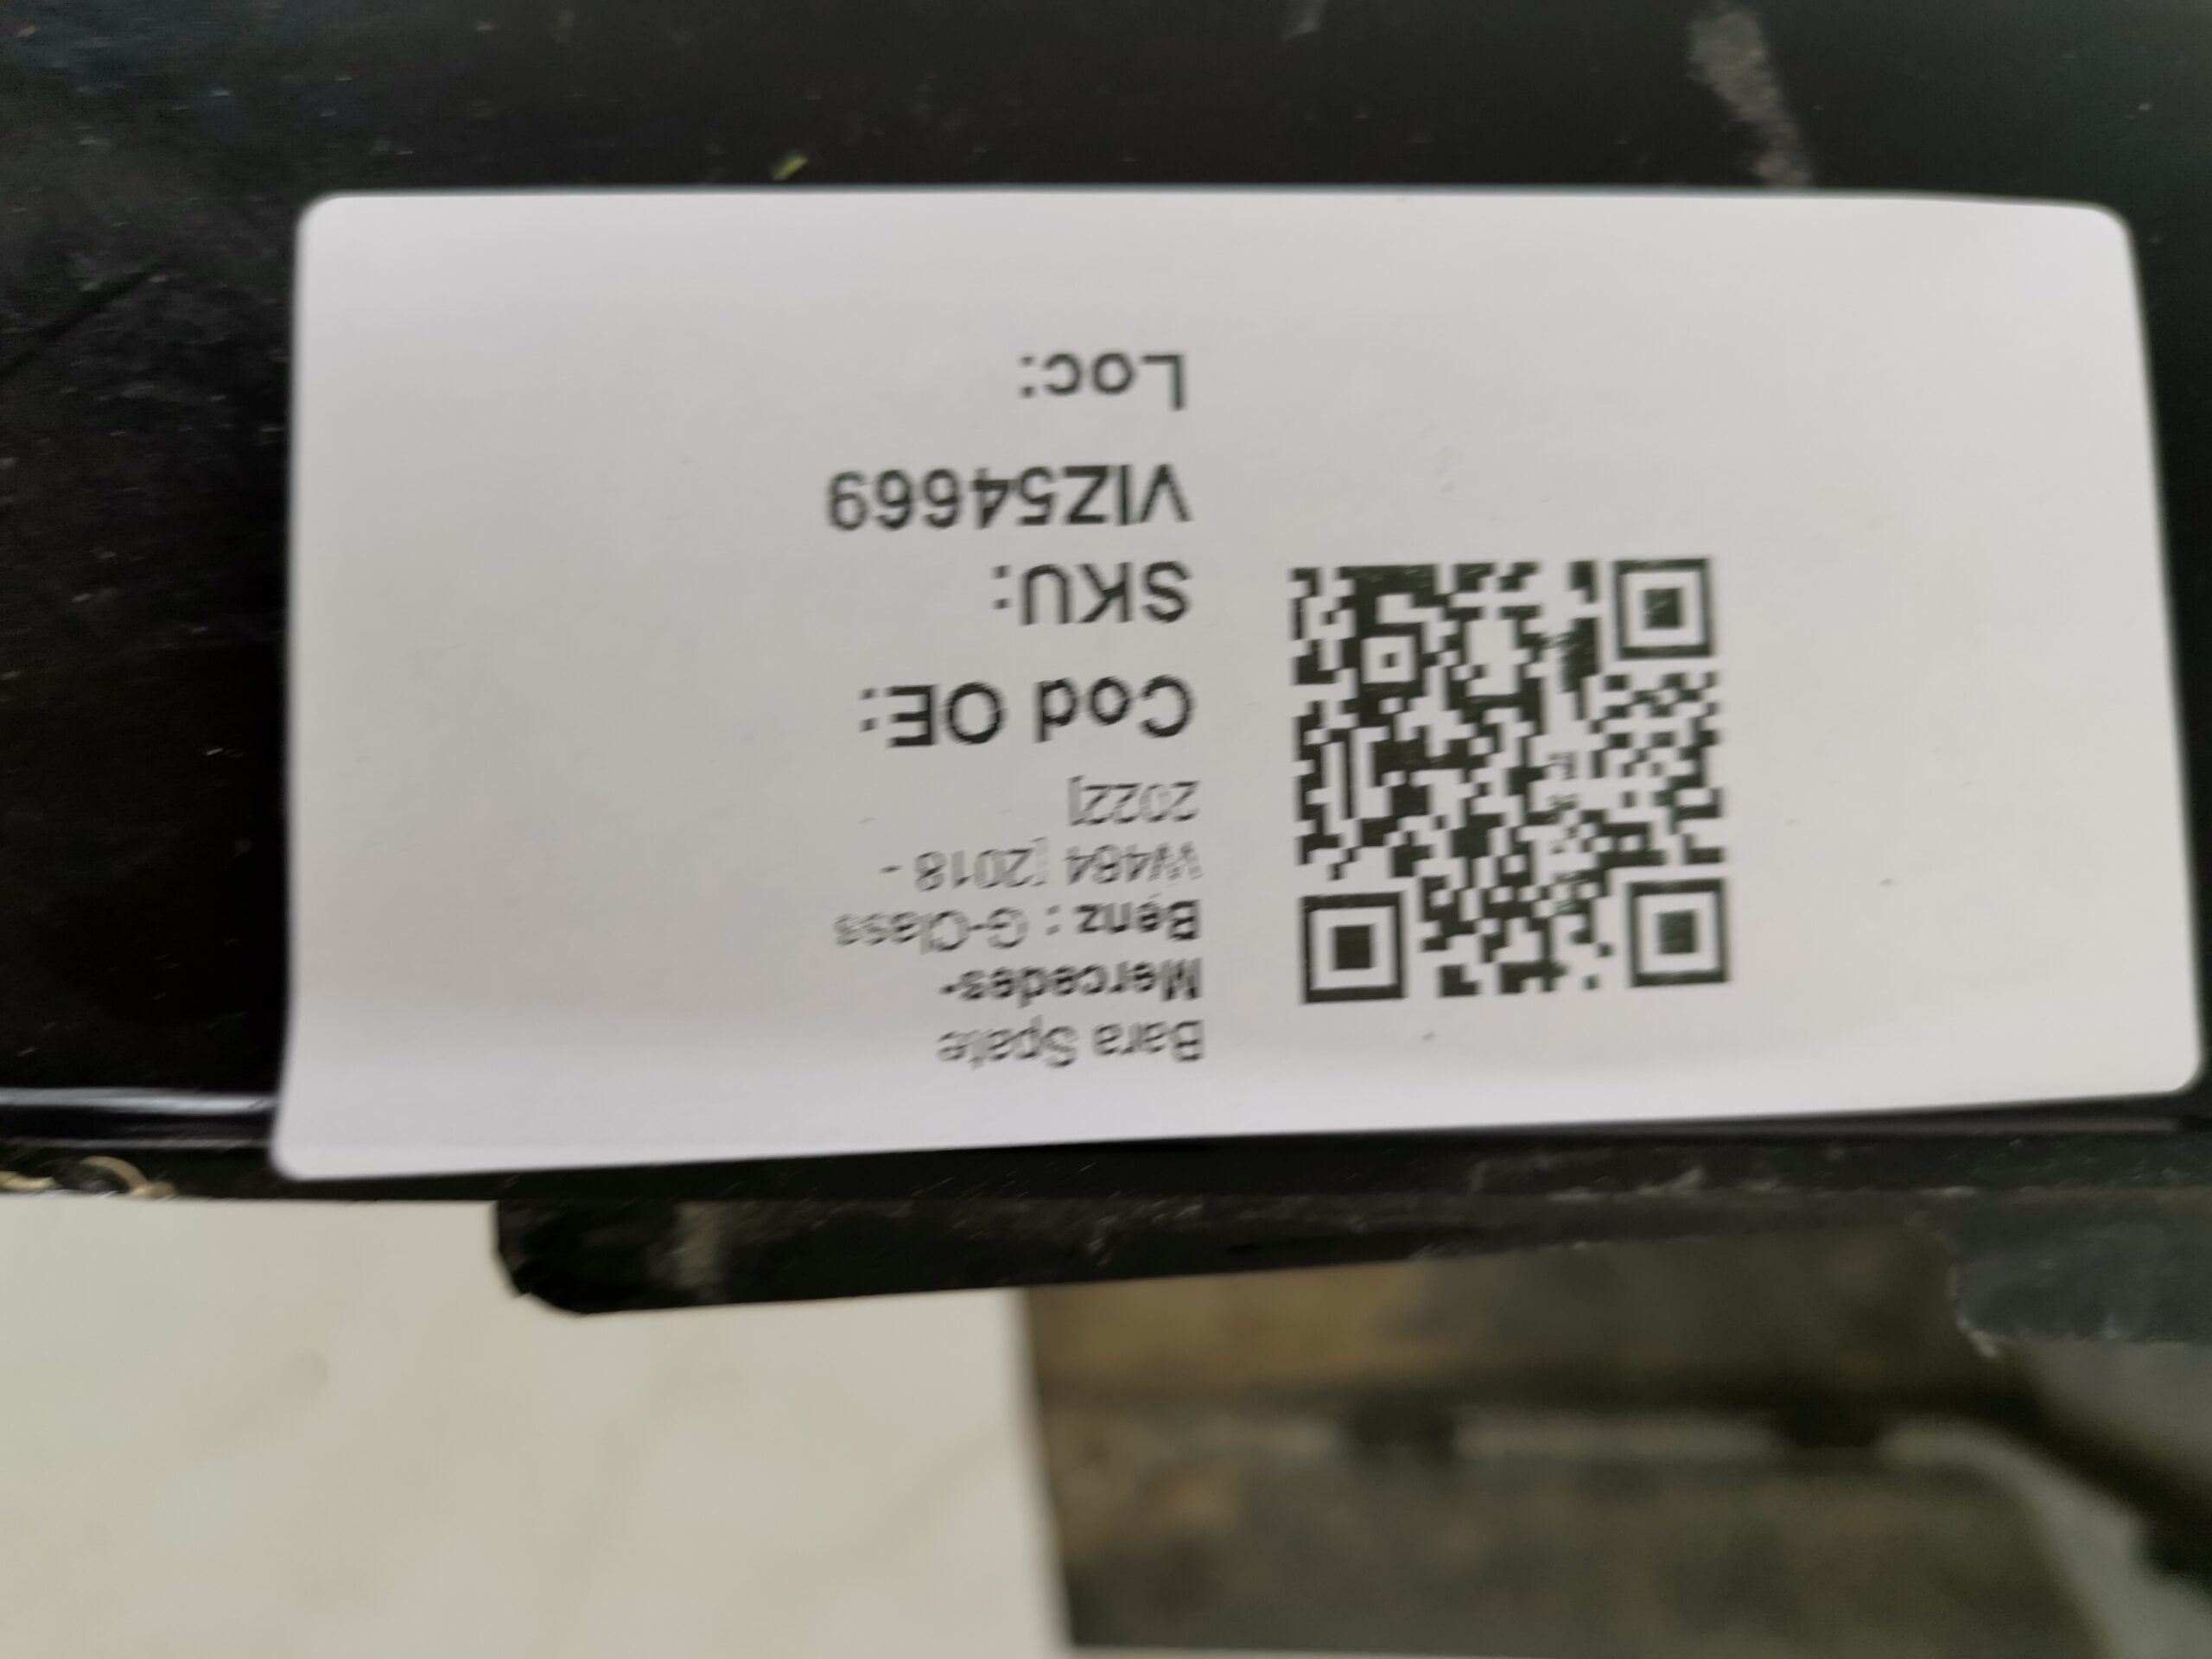 Bara Spate
Mercedes-
Benz : G-Class
W464 [2018 -
2022]
Cod OE:
SKU:
VIZ54669
Loc: